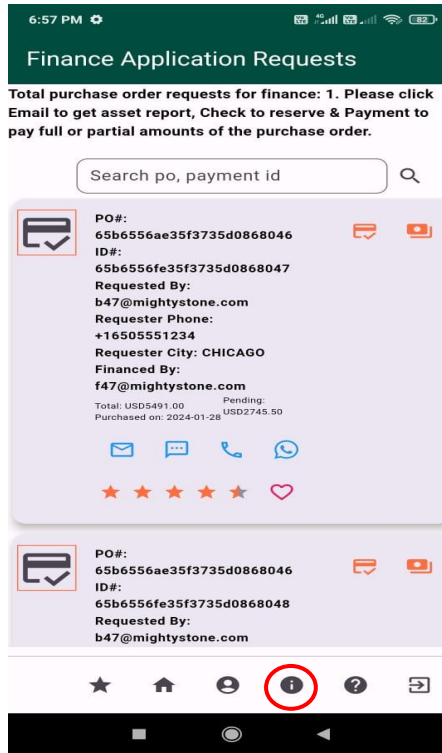 6:57 PM
4G
82
Finance Application Requests
Total purchase order requests for finance: 1. Please click
Email to get asset report, Check to reserve & Payment to
pay full or partial amounts of the purchase order.
Search po, payment id
PO#:
65b6556ae35f3735d0868046
ID#:
65b6556fe35f3735d0868047
Requested By:
b47@mightystone.com
Requester Phone:
+16505551234
Requester City: CHICAGO
Financed By:
f47@mightystone.com
Total: USD5491.00
Pending:
USD2745.50
Purchased on: 2024-01-28
PO#:
65b6556ae35f3735d0868046
ID#:
65b6556fe35f3735d0868048
Requested By:
b47@mightystone.com